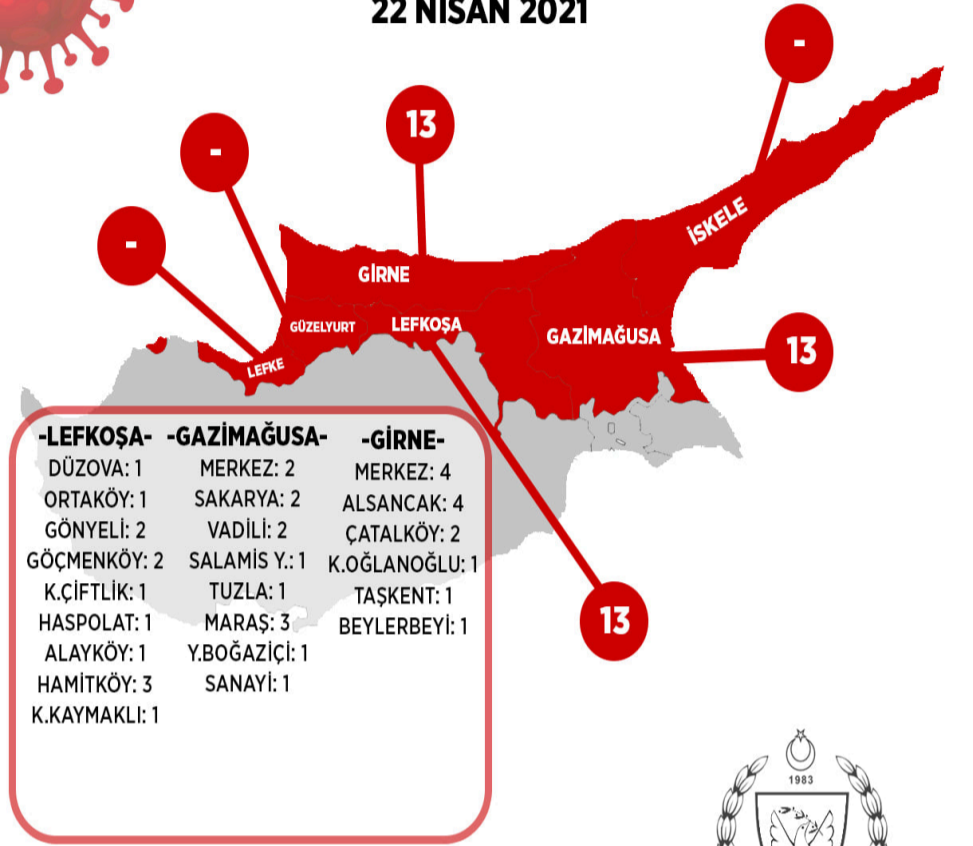 22 NİSAN 2021
-
13
-
-
İSKELE
GİRNE
GÜZELYURT
LEFKOŞA
GAZİMAĞUSA
13
LEFKE
-LEFKOŞA-
DÜZOVA: 1
ORTAKÖY: 1
GÖNYELİ: 2
GÖÇMENKÖY: 2
K.ÇİFTLİK: 1
HASPOLAT: 1
ALAYKÖY: 1
HAMİTKÖY: 3
K.KAYMAKLI: 1
-GAZİMAĞUSA-
MERKEZ: 2
SAKARYA: 2
VADİLİ: 2
SALAMİS Y.: 1
TUZLA: 1
MARAŞ: 3
Y.BOĞAZİÇİ: 1
SANAYİ: 1
-GİRNE-
MERKEZ: 4
ALSANCAK: 4
ÇATALKÖY: 2
K.OĞLANOĞLU: 1
TAŞKENT: 1
BEYLERBEYİ: 1
13
1983